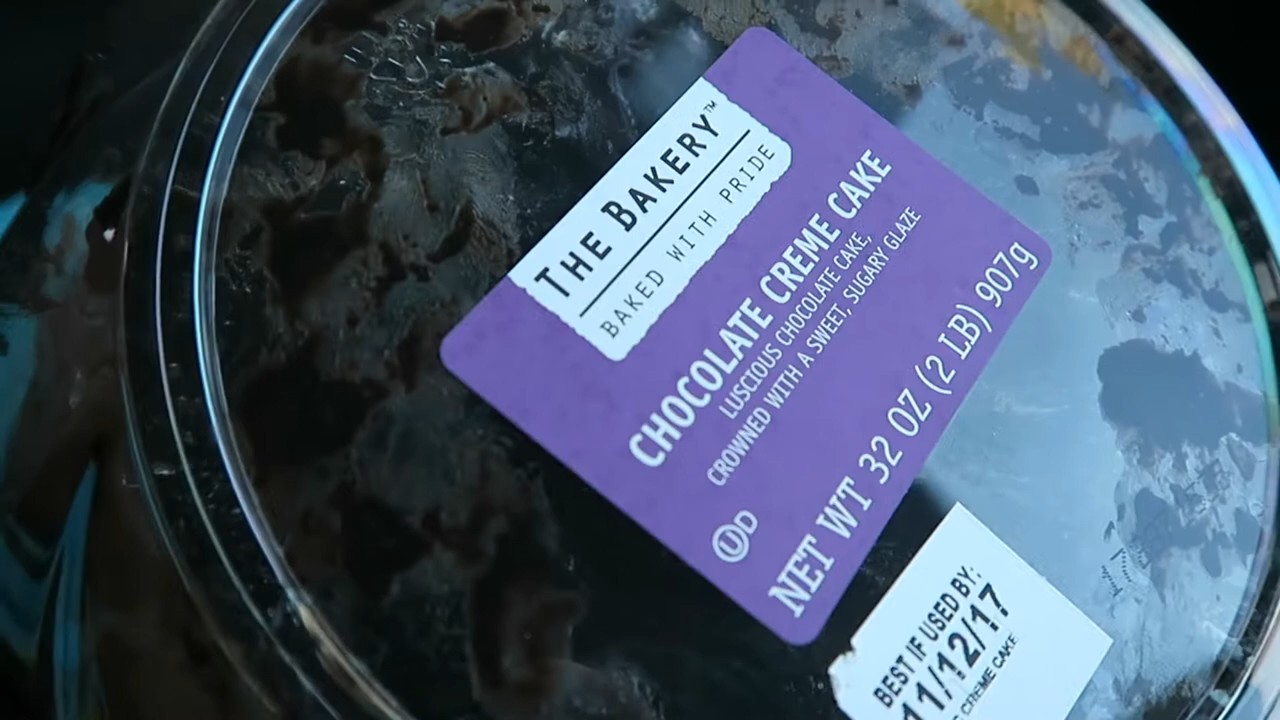 THE BAKERY™
BAKED WITH PRIDE
CHOCOLATE CREME CAKE
LUSCIOUS CHOCOLATE CAKE,
CROWNED WITH A SWEET, SUGARY GLAZE
UD
NET WT 32 OZ (2 LB) 907g
BEST IF USED BY:
11/12/17
CREME CAKE